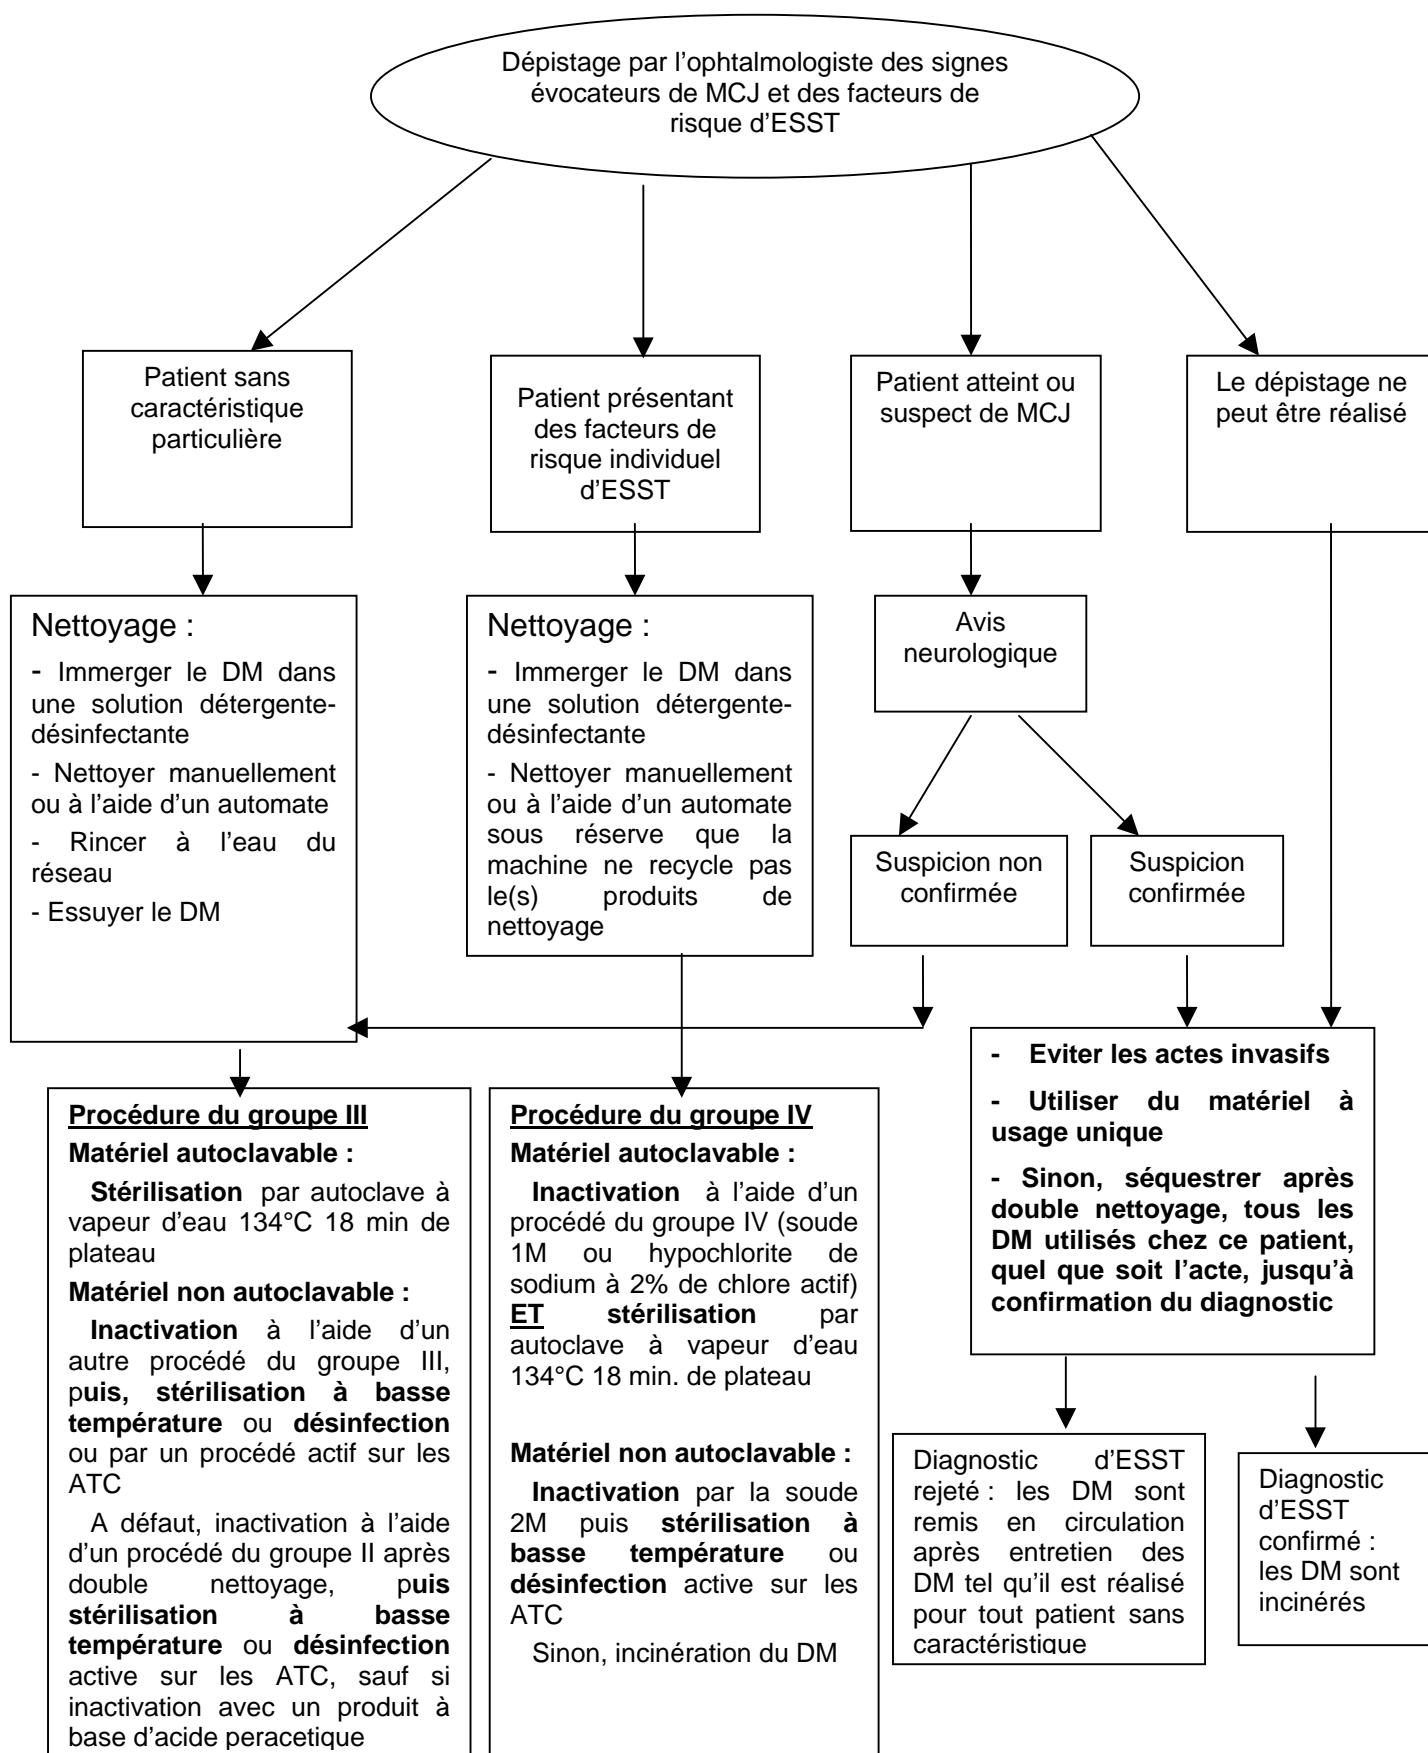 Dépistage par l’ophtalmologiste des signes
évocateurs de MCJ et des facteurs de
risque d’ESST
Patient sans
caractéristique
particulière
Patient présentant
des facteurs de
risque individuel
d’ESST
Patient atteint ou
suspect de MCJ
Le dépistage ne
peut être réalisé
Nettoyage :
- Immerger le DM dans
une solution détergente-
désinfectante
- Nettoyer manuellement
ou à l’aide d’un automate
- Rincer à l’eau du
réseau
- Essuyer le DM
Nettoyage :
- Immerger le DM dans
une solution détergente-
désinfectante
- Nettoyer manuellement
ou à l’aide d’un automate
sous réserve que la
machine ne recycle pas
le(s) produits de
nettoyage
Avis
neurologique
Suspicion non
confirmée
Suspicion
confirmée
- Eviter les actes invasifs
- Utiliser du matériel à
usage unique
- Sinon, séquestrer après
double nettoyage, tous les
DM utilisés chez ce patient,
quel que soit l’acte, jusqu’à
confirmation du diagnostic
Procédure du groupe III
Matériel autoclavable :
Stérilisation par autoclave à
vapeur d’eau 134°C 18 min de
plateau
Matériel non autoclavable :
Inactivation à l’aide d’un
autre procédé du groupe III,
puis, stérilisation à basse
température ou désinfection
ou par un procédé actif sur les
ATC
A défaut, inactivation à l’aide
d’un procédé du groupe II après
double nettoyage, puis
stérilisation à basse
température ou désinfection
active sur les ATC, sauf si
inactivation avec un produit à
base d’acide peracetique
Procédure du groupe IV
Matériel autoclavable :
Inactivation à l’aide d’un
procédé du groupe IV (soude
1M ou hypochlorite de
sodium à 2% de chlore actif)
ET stérilisation par
autoclave à vapeur d’eau
134°C 18 min. de plateau
Matériel non autoclavable :
Inactivation par la soude
2M puis stérilisation à
basse température ou
désinfection active sur les
ATC
Sinon, incinération du DM
Diagnostic d’ESST
rejeté : les DM sont
remis en circulation
après entretien des
DM tel qu’il est réalisé
pour tout patient sans
caractéristique
Diagnostic
d’ESST
confirmé :
les DM sont
incinérés